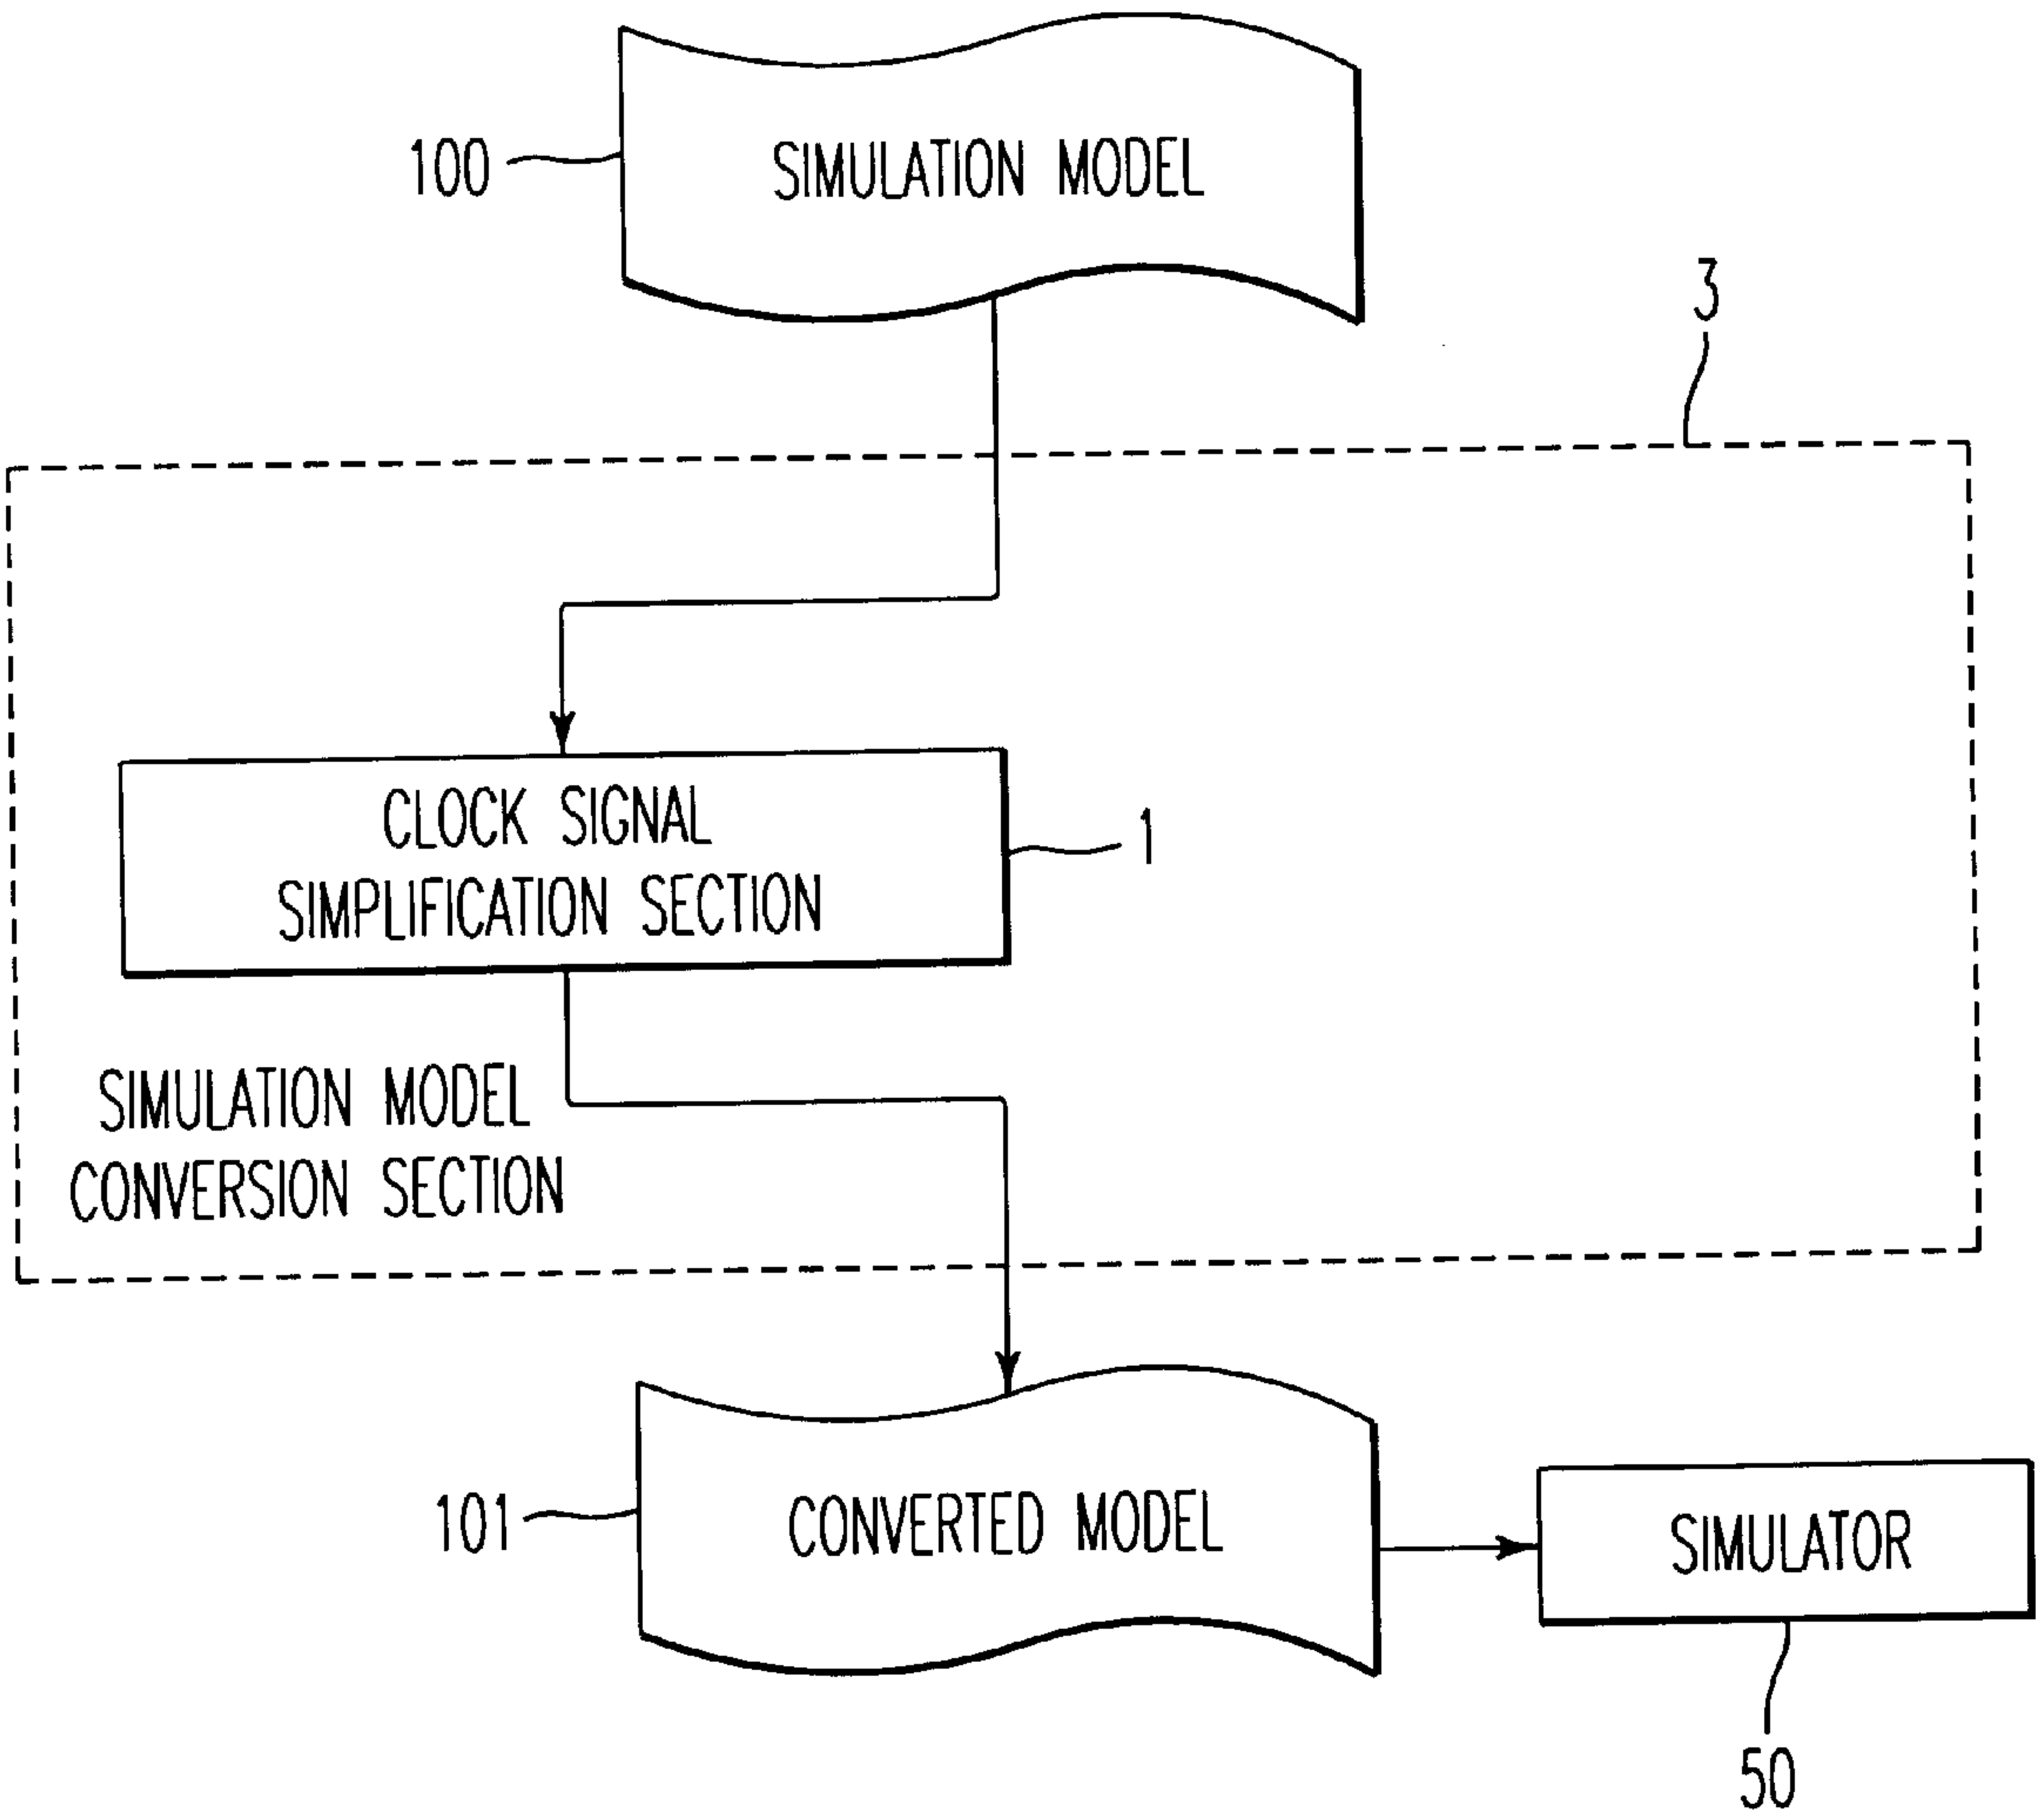 SIMULATION MODEL
100
3
CLOCK SIGNAL
SIMPLIFICATION SECTION
1
SIMULATION MODEL
CONVERSION SECTION
101
CONVERTED MODEL
SIMULATOR
50